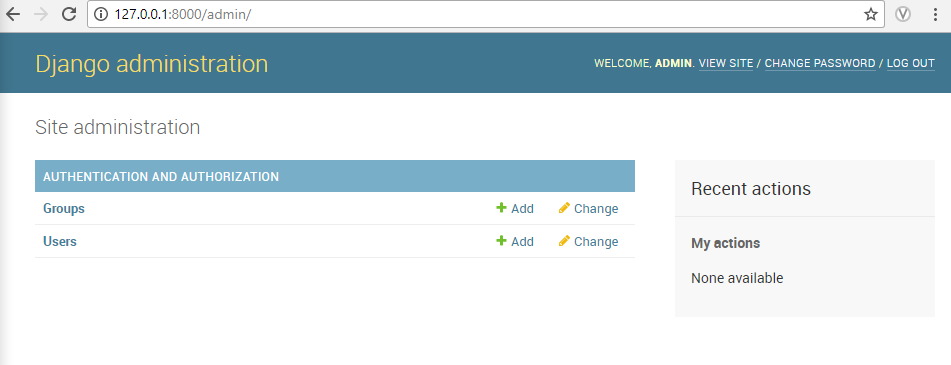 127.0.0.1:8000/admin/
Django administration
WELCOME, ADMIN. VIEW SITE / CHANGE PASSWORD / LOG OUT
Site administration
AUTHENTICATION AND AUTHORIZATION
Groups Add Change
Users Add Change
Recent actions
My actions
None available